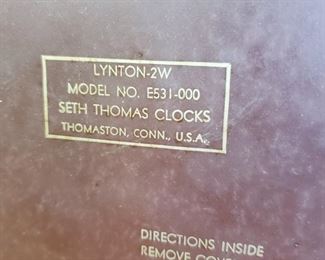 LYNTON-2W
MODEL NO. E531-000
SETH THOMAS CLOCKS
THOMASTON, CONN., U.S.A.
DIRECTIONS INSIDE
REMOVE